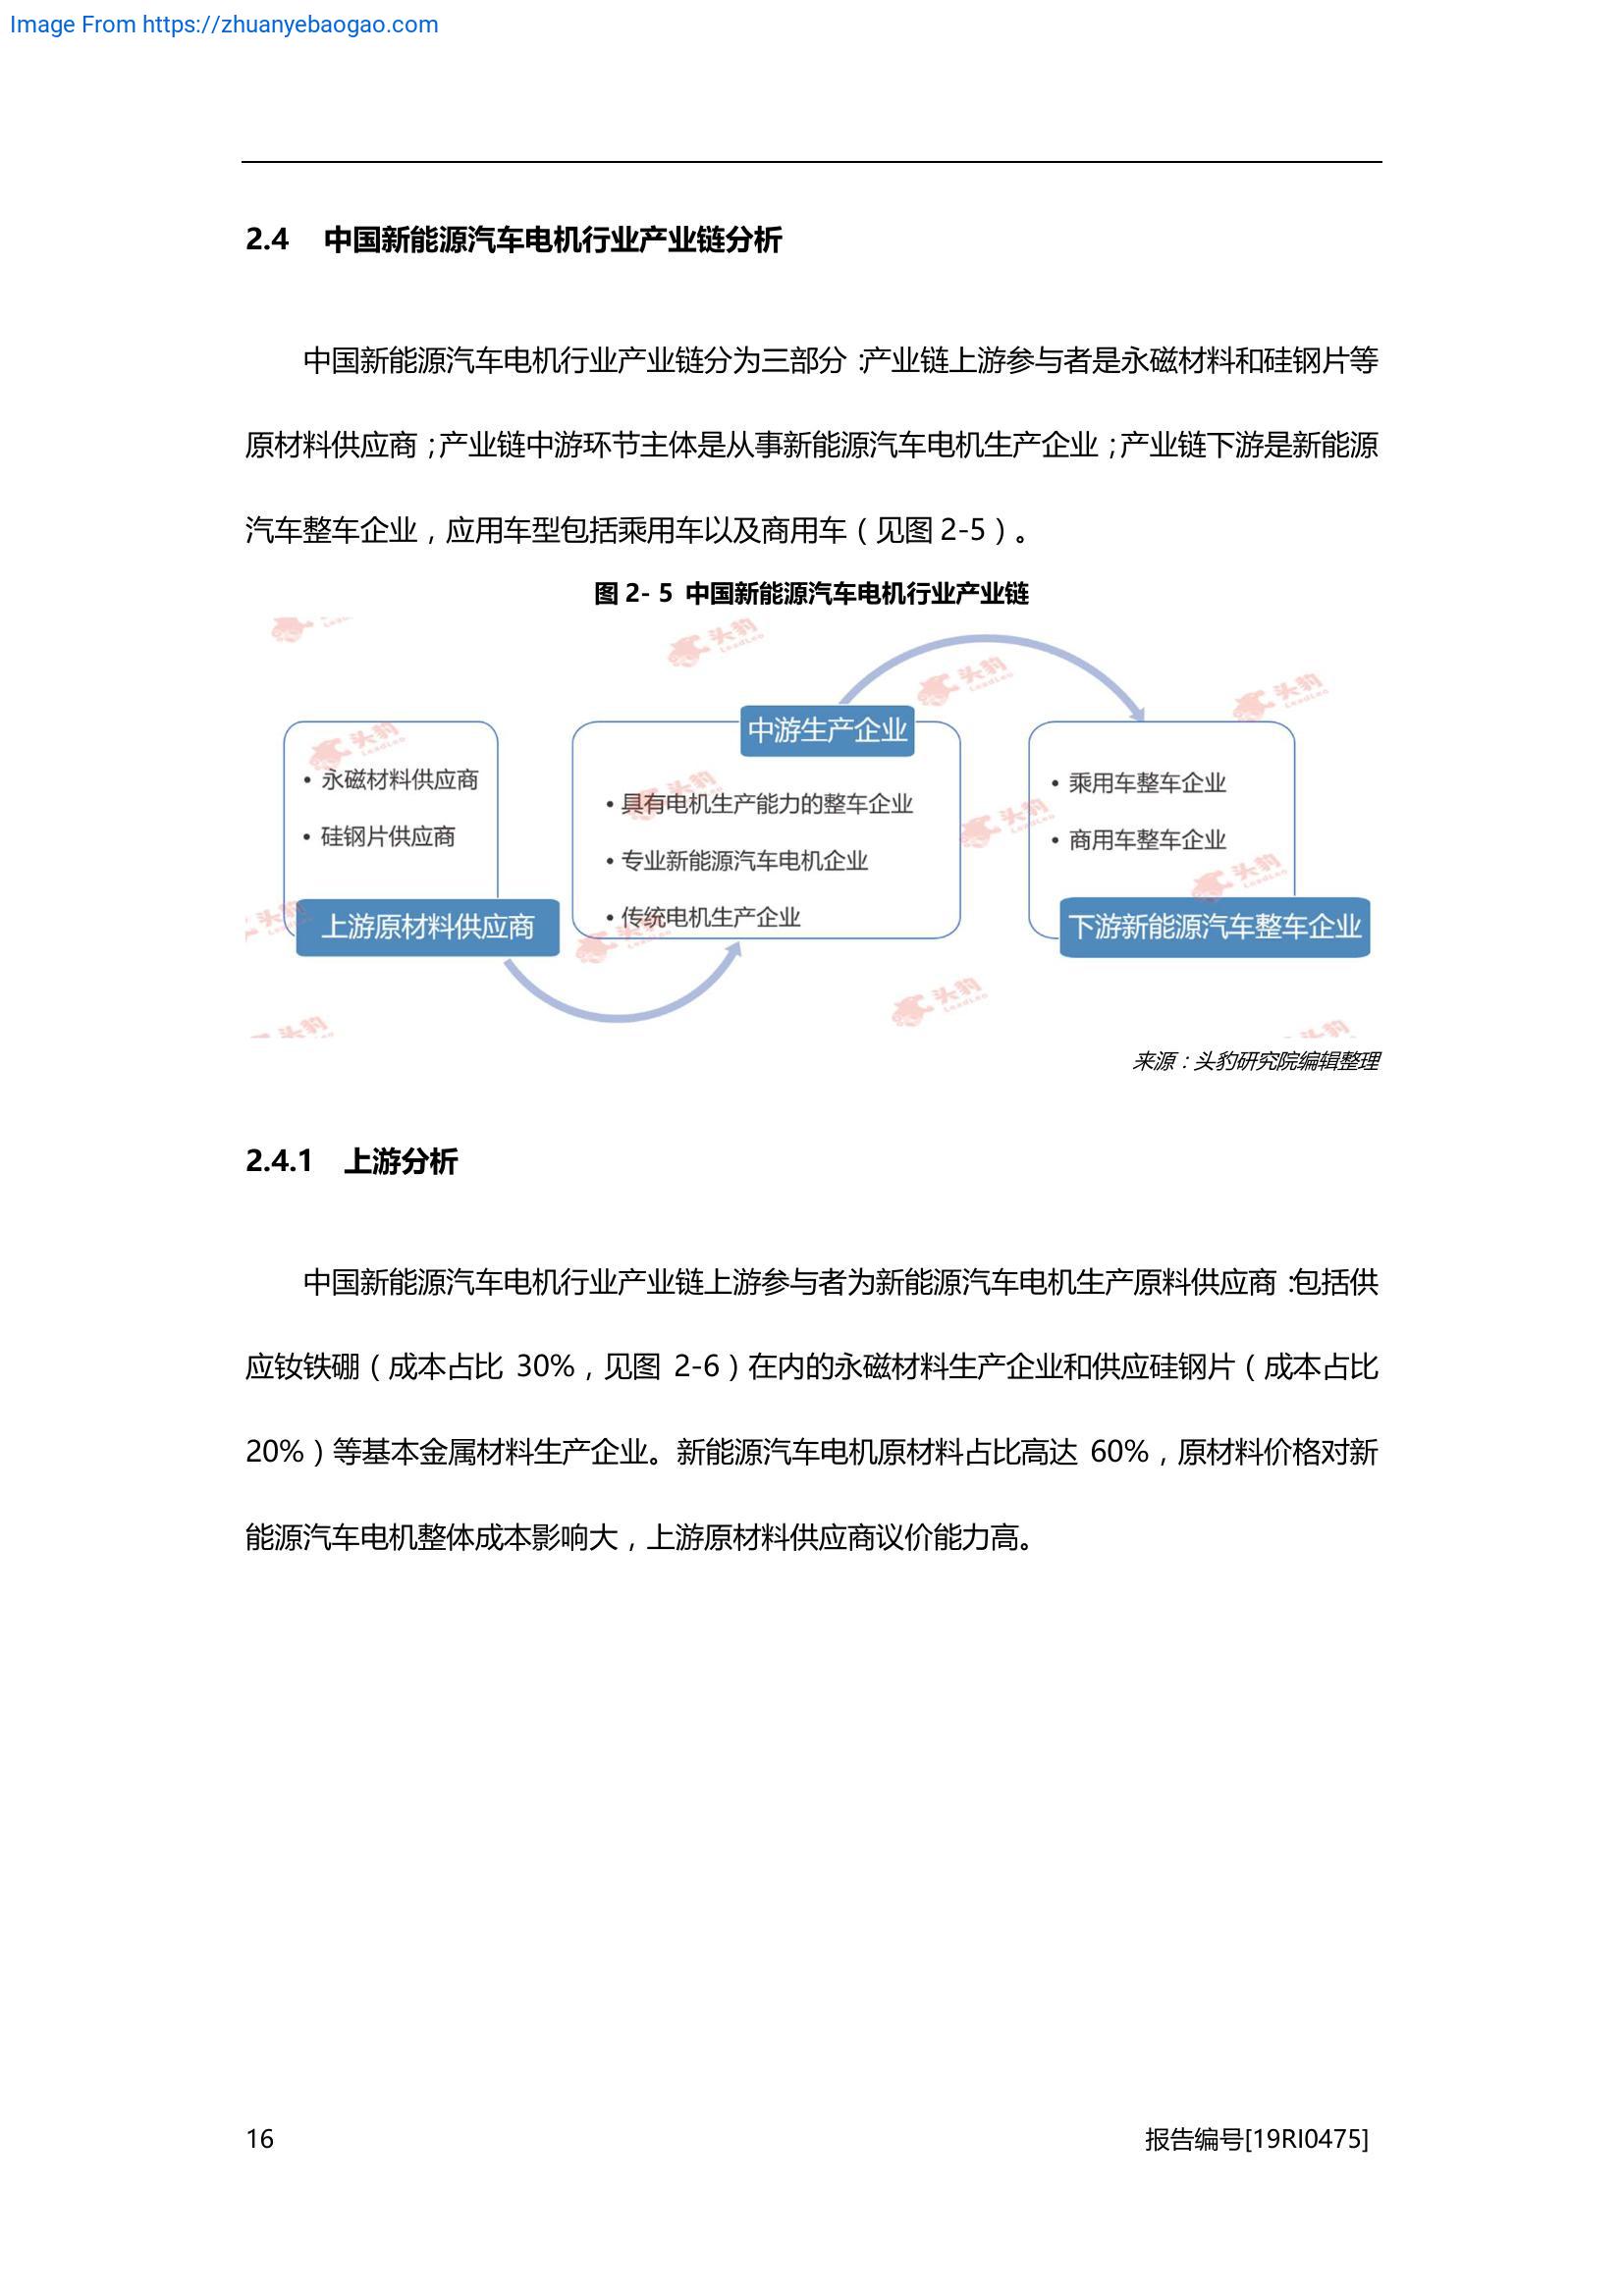 Image From https://zhuanyebaogao.com
2.4 中国新能源汽车电机行业产业链分析
中国新能源汽车电机行业产业链分为三部分：产业链上游参与者是永磁材料和硅钢片等
原材料供应商；产业链中游环节主体是从事新能源汽车电机生产企业；产业链下游是新能源
汽车整车企业，应用车型包括乘用车以及商用车（见图2-5）。
图 2- 5 中国新能源汽车电机行业产业链
• 永磁材料供应商
• 硅钢片供应商
上游原材料供应商
中游生产企业
• 具有电机生产能力的整车企业
• 专业新能源汽车电机企业
• 传统电机生产企业
• 乘用车整车企业
• 商用车整车企业
下游新能源汽车整车企业
头豹
LeadLeo
来源：头豹研究院编辑整理
2.4.1 上游分析
中国新能源汽车电机行业产业链上游参与者为新能源汽车电机生产原料供应商：包括供
应钕铁硼（成本占比 30%，见图 2-6）在内的永磁材料生产企业和供应硅钢片（成本占比
20%）等基本金属材料生产企业。新能源汽车电机原材料占比高达 60%，原材料价格对新
能源汽车电机整体成本影响大，上游原材料供应商议价能力高。
16
报告编号[19RI0475]